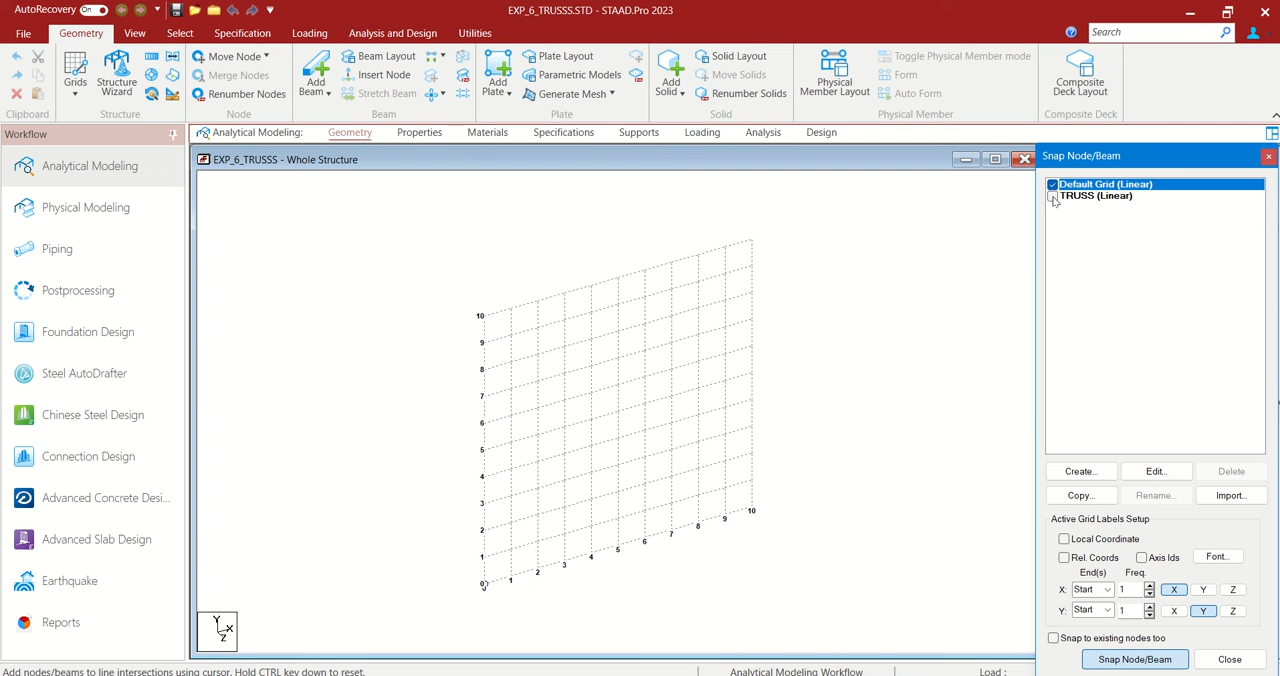 AutoRecovery On
EXP_6_TRUSSS.STD - STAAD.Pro 2023
File Geometry View Select Specification Loading Analysis and Design Utilities
Search
Grids
Structure Wizard
Move Node
Merge Nodes
Renumber Nodes
Add Beam
Beam Layout
Insert Node
Stretch Beam
Add Plate
Plate Layout
Parametric Models
Generate Mesh
Add Solid
Solid Layout
Move Solids
Renumber Solids
Physical Member Layout
Toggle Physical Member mode
Form
Auto Form
Composite Deck Layout
Clipboard Structure Node Beam Plate Solid Physical Member Composite Deck
Workflow
Analytical Modeling: Geometry Properties Materials Specifications Supports Loading Analysis Design
Analytical Modeling
Physical Modeling
Piping
Postprocessing
Foundation Design
Steel AutoDrafter
Chinese Steel Design
Connection Design
Advanced Concrete Desi...
Advanced Slab Design
Earthquake
Reports
EXP_6_TRUSSS - Whole Structure
10
9
8
7
6
5
4
3
2
1
0
1
2
3
4
5
6
7
8
9
10
Y
X
Z
Snap Node/Beam
Default Grid (Linear)
TRUSS (Linear)
Create... Edit... Delete
Copy... Rename... Import...
Active Grid Labels Setup
Local Coordinate
Rel. Coords Axis Ids Font...
End(s) Freq.
X: Start 1 X Y Z
Y: Start 1 X Y Z
Snap to existing nodes too
Snap Node/Beam Close
Add nodes/beams to line intersections using cursor. Hold CTRL key down to reset. Analytical Modeling Workflow Load :